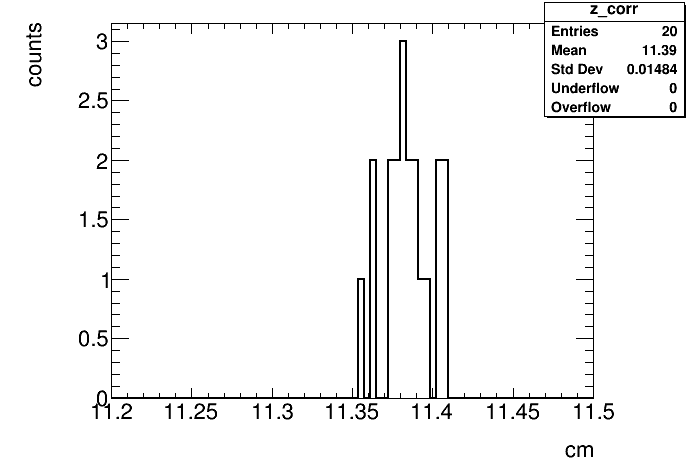 z_corr
Entries 20
Mean 11.39
Std Dev 0.01484
Underflow 0
Overflow 0
counts
3
2.5
2
1.5
1
0.5
0
11.2 11.25 11.3 11.35 11.4 11.45 11.5
cm